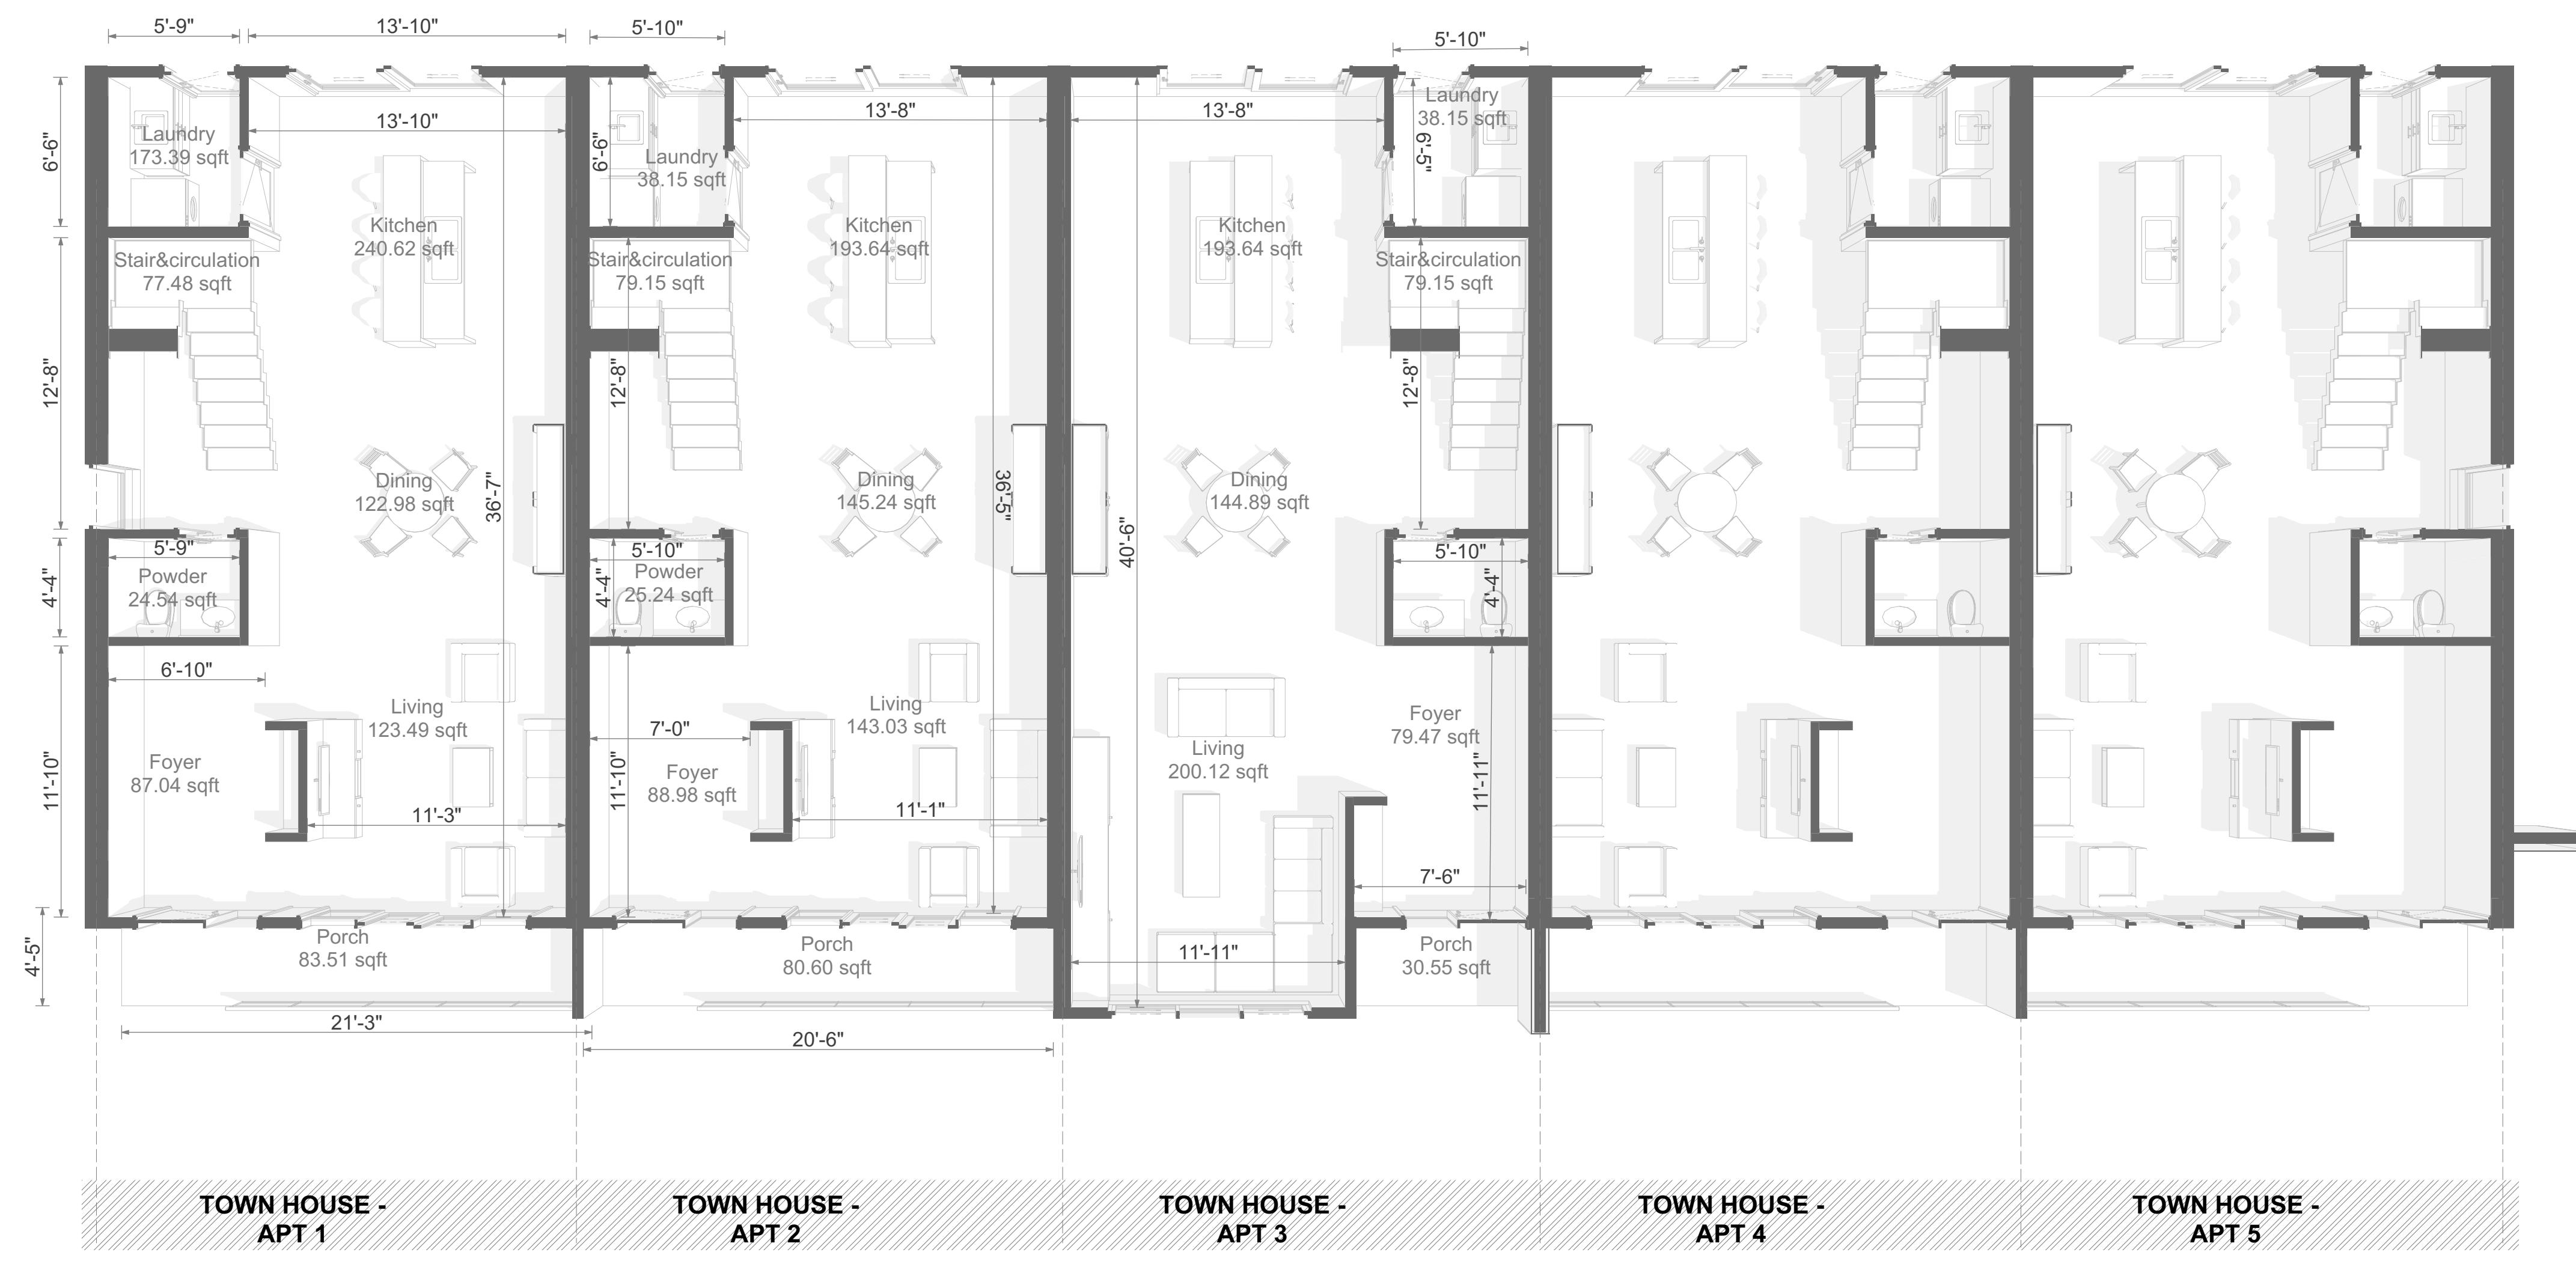 5'-9"
13'-10"
5'-10"
5'-10"
6'-6"
Laundry
173.39 sqft
13'-10"
6'-6"
Laundry
38.15 sqft
13'-8"
13'-8"
Laundry
38.15 sqft
6'-5"
Kitchen
240.62 sqft
Kitchen
193.64 sqft
Kitchen
193.64 sqft
Stair&circulation
77.48 sqft
Stair&circulation
79.15 sqft
Stair&circulation
79.15 sqft
12'-8"
12'-8"
12'-8"
Dining
122.98 sqft
36'-7"
Dining
145.24 sqft
36'-5"
Dining
144.89 sqft
40'-6"
5'-9"
Powder
24.54 sqft
4'-4"
5'-10"
Powder
25.24 sqft
4'-4"
5'-10"
4'-4"
6'-10"
Living
123.49 sqft
7'-0"
Living
143.03 sqft
Foyer
79.47 sqft
Living
200.12 sqft
11'-10"
Foyer
87.04 sqft
11'-10"
Foyer
88.98 sqft
11'-11"
11'-3"
11'-1"
7'-6"
4'-5"
Porch
83.51 sqft
Porch
80.60 sqft
11'-11"
Porch
30.55 sqft
21'-3"
20'-6"
TOWN HOUSE -
APT 1
TOWN HOUSE -
APT 2
TOWN HOUSE -
APT 3
TOWN HOUSE -
APT 4
TOWN HOUSE -
APT 5